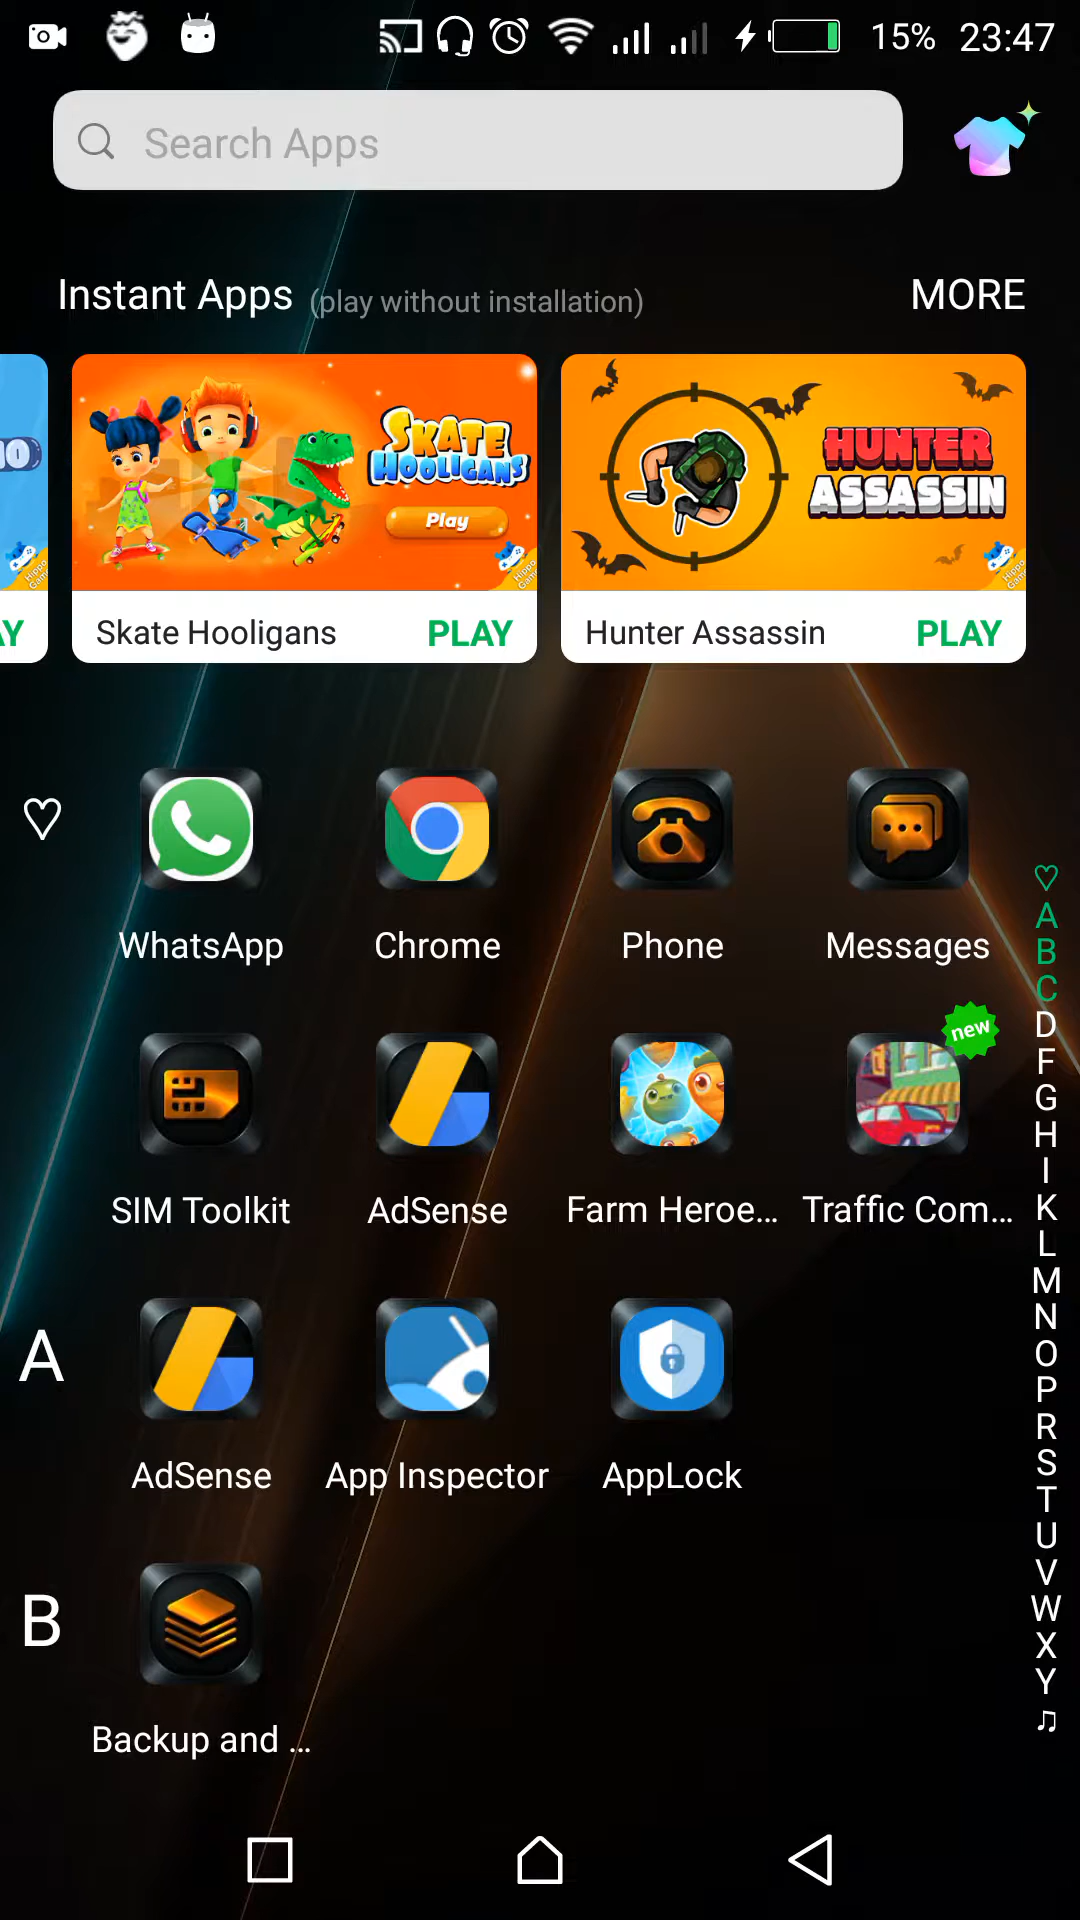 15% 23:47
Search Apps
Instant Apps (play without installation) MORE
10
SKATE
HOOLIGANS
Play
HUNTER
ASSASSIN
Skate Hooligans PLAY
Hunter Assassin PLAY
WhatsApp Chrome Phone Messages
new
SIM Toolkit AdSense Farm Heroe... Traffic Com...
A
AdSense App Inspector AppLock
B
Backup and ...
A
B
C
D
F
G
H
I
K
L
M
N
O
P
R
S
T
U
V
W
X
Y